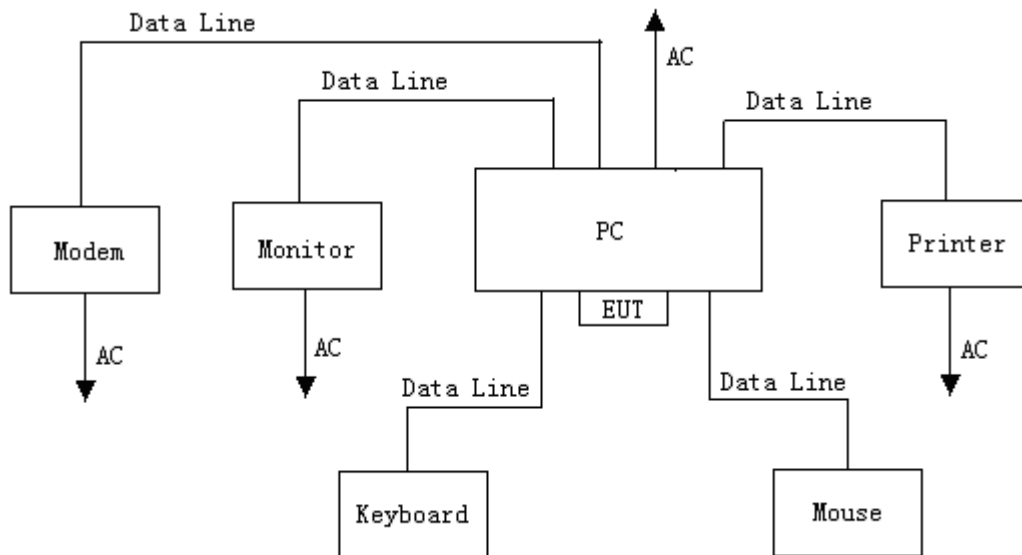 Data Line
AC
Data Line
Data Line
PC
Modem
Monitor
Printer
EUT
AC
AC
AC
Data Line
Data Line
Keyboard
Mouse